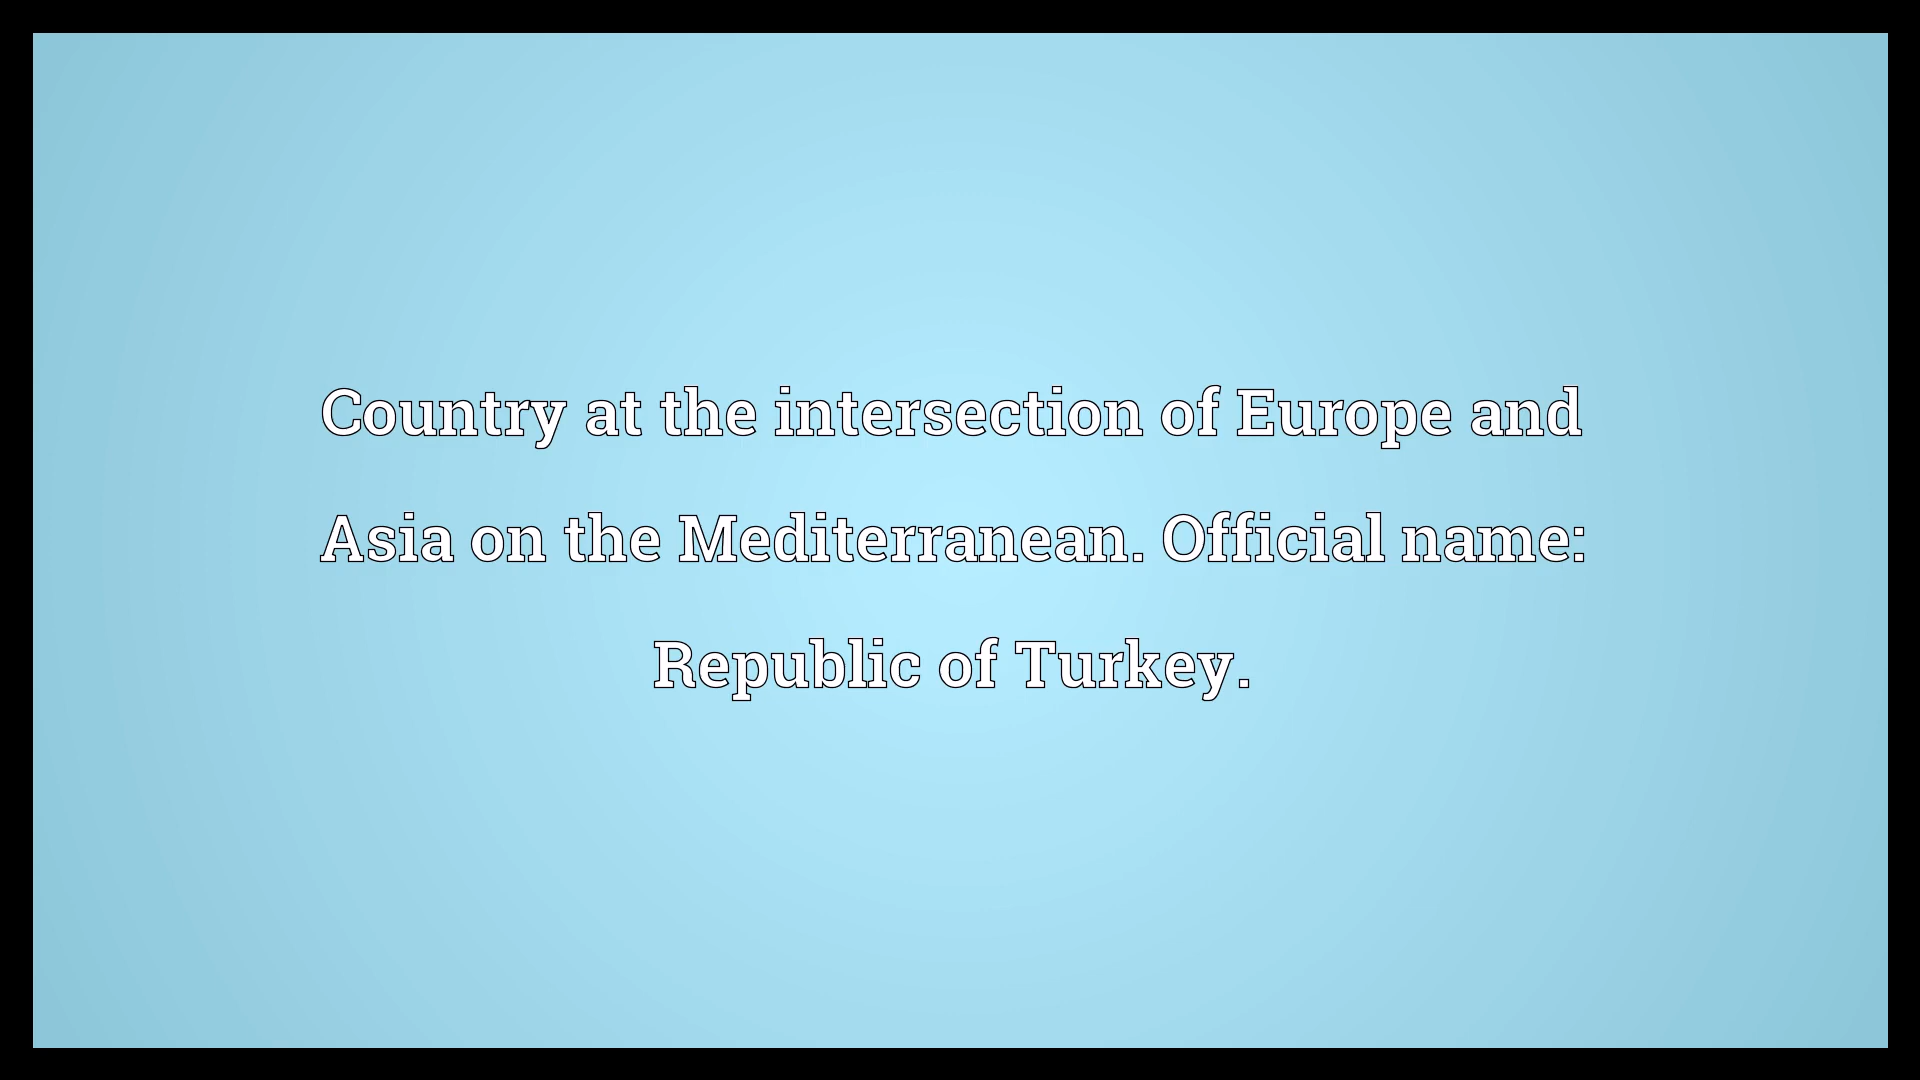 Country at the intersection of Europe and
Asia on the Mediterranean. Official name:
Republic of Turkey.